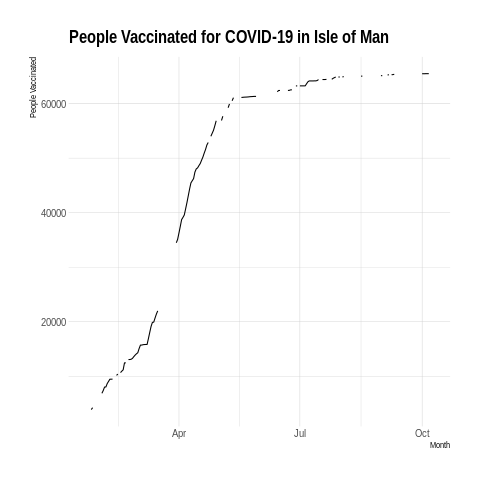 People Vaccinated for COVID-19 in Isle of Man
People Vaccinated
60000
40000
20000
Apr
Jul
Oct
Month